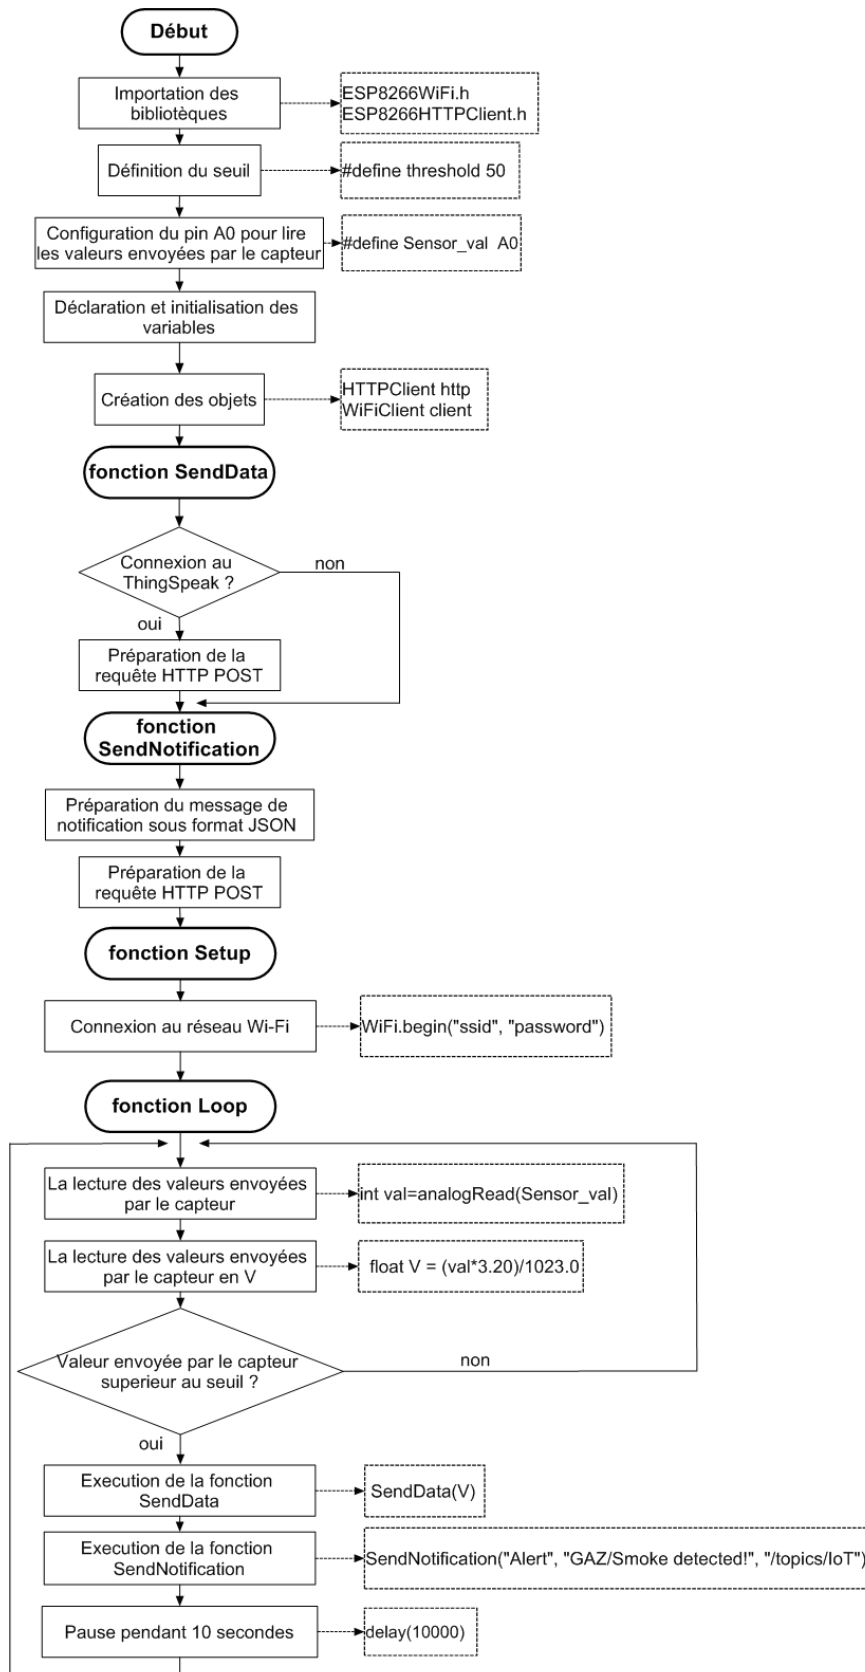 Début
Importation des
bibliotèques
ESP8266WiFi.h
ESP8266HTTPClient.h
Définition du seuil
#define threshold 50
Configuration du pin A0 pour lire
les valeurs envoyées par le capteur
#define Sensor_val A0
Déclaration et initialisation des
variables
Création des objets
HTTPClient http
WiFiClient client
fonction SendData
Connexion au
ThingSpeak ?
non
oui
Préparation de la
requête HTTP POST
fonction
SendNotification
Préparation du message de
notification sous format JSON
Préparation de la
requête HTTP POST
fonction Setup
Connexion au réseau Wi-Fi
WiFi.begin("ssid", "password")
fonction Loop
La lecture des valeurs envoyées
par le capteur
int val=analogRead(Sensor_val)
La lecture des valeurs envoyées
par le capteur en V
float V = (val*3.20)/1023.0
Valeur envoyée par le capteur
superieur au seuil ?
non
oui
Execution de la fonction
SendData
SendData(V)
Execution de la fonction
SendNotification
SendNotification("Alert", "GAZ/Smoke detected!", "/topics/IoT")
Pause pendant 10 secondes
delay(10000)